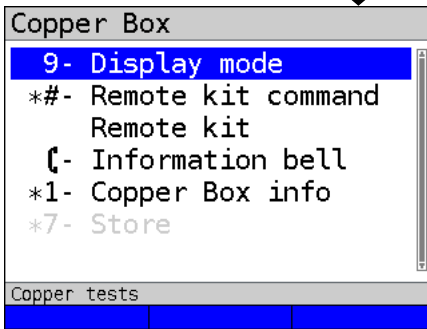 Copper Box
9- Display mode
*#- Remote kit command
Remote kit
- Information bell
*1- Copper Box info
*7- Store
Copper tests